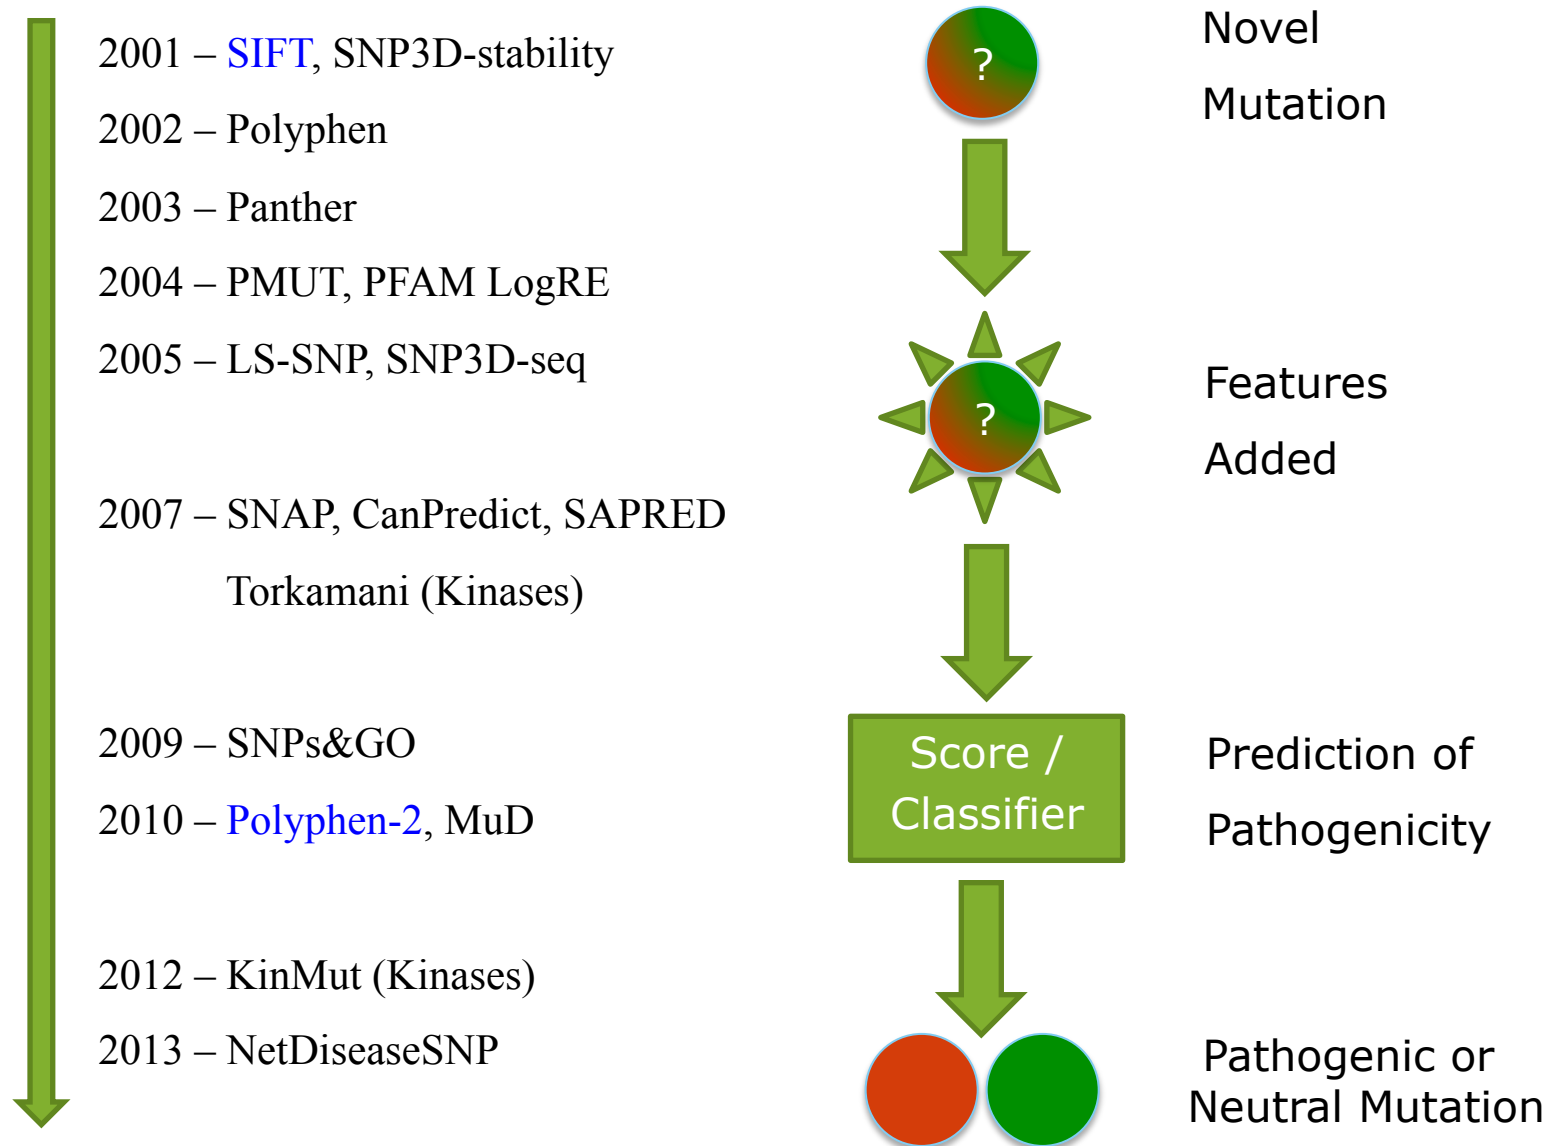 2001 – SIFT, SNP3D-stability
2002 – Polyphen
2003 – Panther
2004 – PMUT, PFAM LogRE
2005 – LS-SNP, SNP3D-seq
2007 – SNAP, CanPredict, SAPRED
Torkamani (Kinases)
2009 – SNPs&GO
2010 – Polyphen-2, MuD
2012 – KinMut (Kinases)
2013 – NetDiseaseSNP
?
Novel
Mutation
?
Features
Added
Score /
Classifier
Prediction of
Pathogenicity
Pathogenic or
Neutral Mutation